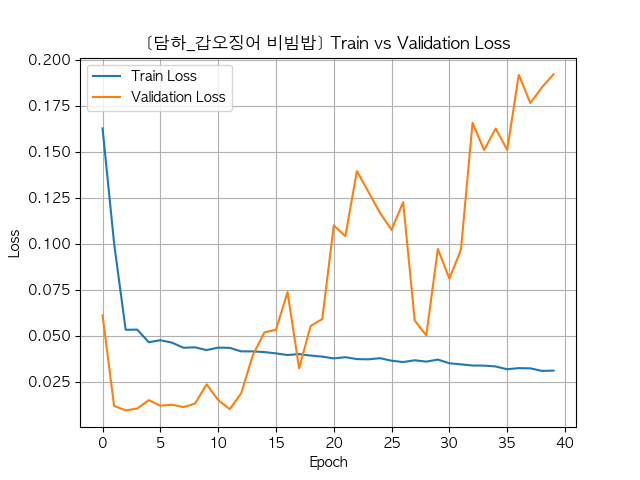 [담하_갑오징어 비빔밥] Train vs Validation Loss
Train Loss
Validation Loss
Loss
0.200
0.175
0.150
0.125
0.100
0.075
0.050
0.025
0 5 10 15 20 25 30 35 40
Epoch